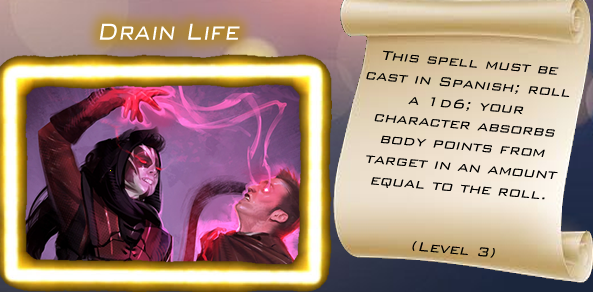 Drain Life
This spell must be
cast in Spanish; roll
a 1d6; your
character absorbs
body points from
target in an amount
equal to the roll.
(Level 3)